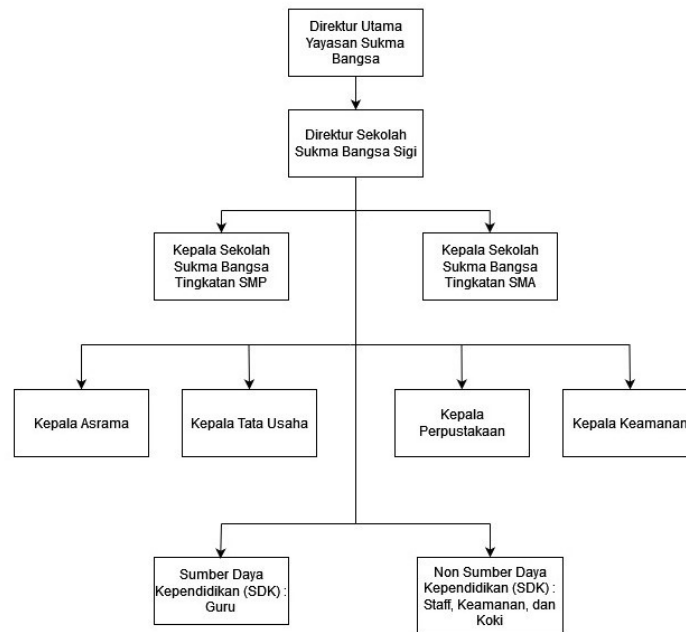 Direktur Utama
Yayasan Sukma
Bangsa
Direktur Sekolah
Sukma Bangsa Sigi
Kepala Sekolah
Sukma Bangsa
Tingkatan SMP
Kepala Sekolah
Sukma Bangsa
Tingkatan SMA
Kepala Asrama
Kepala Tata Usaha
Kepala
Perpustakaan
Kepala Keamanan
Sumber Daya
Kependidikan (SDK) :
Guru
Non Sumber Daya
Kependidikan (SDK) :
Staff, Keamanan, dan
Koki